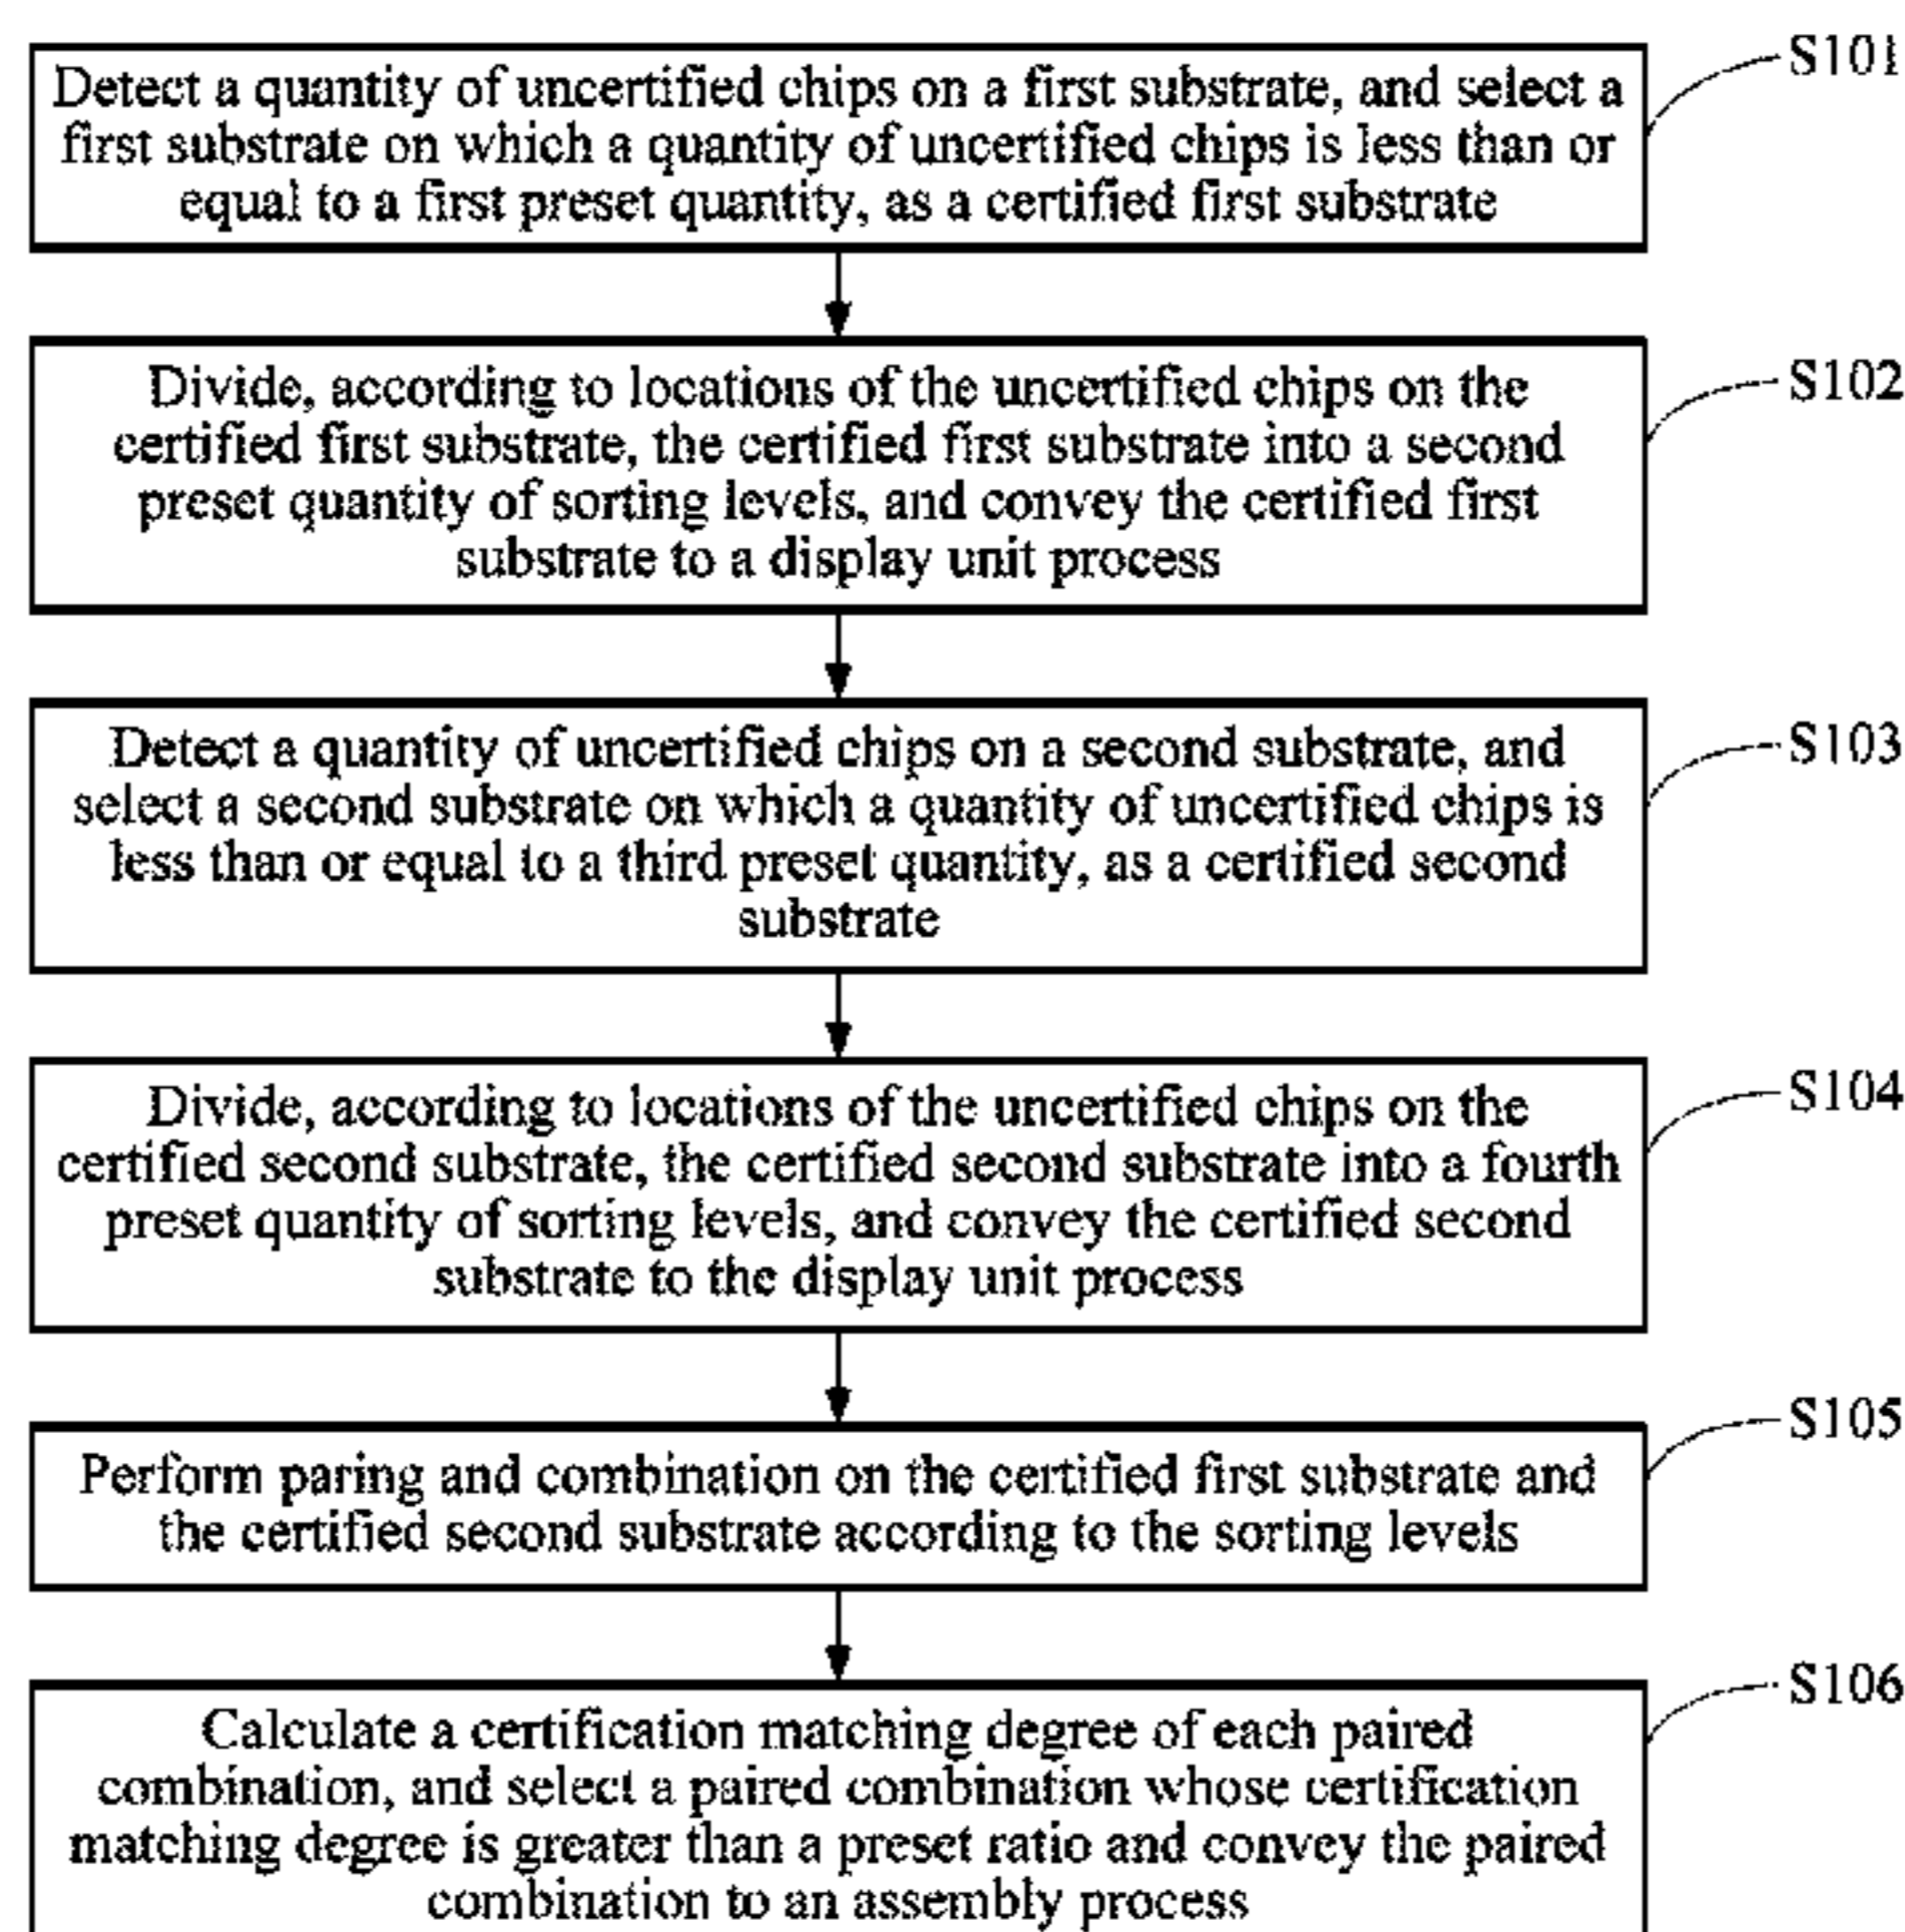 S101
Detect a quantity of uncertified chips on a first substrate, and select a
first substrate on which a quantity of uncertified chips is less than or
equal to a first preset quantity, as a certified first substrate
S102
Divide, according to locations of the uncertified chips on the
certified first substrate, the certified first substrate into a second
preset quantity of sorting levels, and convey the certified first
substrate to a display unit process
S103
Detect a quantity of uncertified chips on a second substrate, and
select a second substrate on which a quantity of uncertified chips is
less than or equal to a third preset quantity, as a certified second
substrate
S104
Divide, according to locations of the uncertified chips on the
certified second substrate, the certified second substrate into a fourth
preset quantity of sorting levels, and convey the certified second
substrate to the display unit process
S105
Perform paring and combination on the certified first substrate and
the certified second substrate according to the sorting levels
S106
Calculate a certification matching degree of each paired
combination, and select a paired combination whose certification
matching degree is greater than a preset ratio and convey the paired
combination to an assembly process